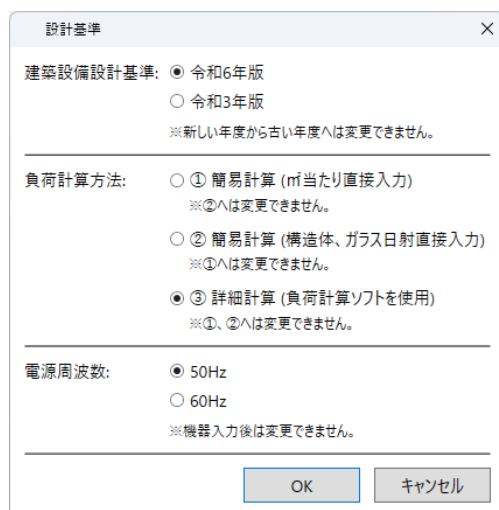 設計基準
建築設備設計基準: 令和6年版
令和3年版
※新しい年度から古い年度へは変更できません。
負荷計算方法: ① 簡易計算 (㎡当たり直接入力)
※②へは変更できません。
② 簡易計算 (構造体、ガラス日射直接入力)
※①へは変更できません。
③ 詳細計算 (負荷計算ソフトを使用)
※①、②へは変更できません。
電源周波数: 50Hz
60Hz
※機器入力後は変更できません。
OK キャンセル